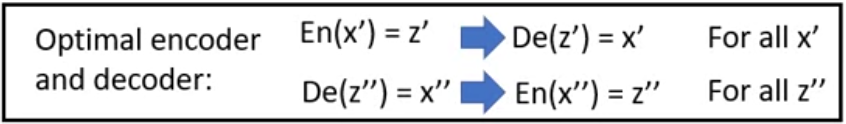 Optimal encoder and decoder:
En(x’) = z’ De(z’) = x’ For all x’
De(z’’) = x’’ En(x’’) = z’’ For all z’’